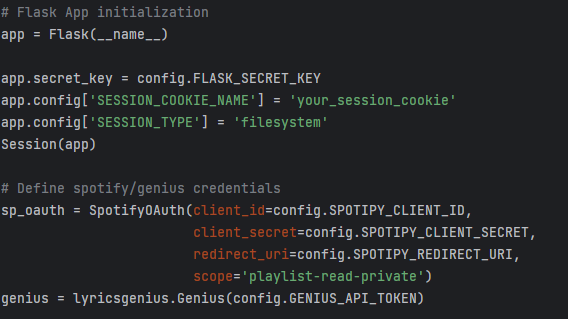 # Flask App initialization
app = Flask(__name__)
app.secret_key = config.FLASK_SECRET_KEY
app.config['SESSION_COOKIE_NAME'] = 'your_session_cookie'
app.config['SESSION_TYPE'] = 'filesystem'
Session(app)
# Define spotify/genius credentials
sp_oauth = SpotifyOAuth(client_id=config.SPOTIPY_CLIENT_ID,
client_secret=config.SPOTIPY_CLIENT_SECRET,
redirect_uri=config.SPOTIPY_REDIRECT_URI,
scope='playlist-read-private')
genius = lyricsgenius.Genius(config.GENIUS_API_TOKEN)